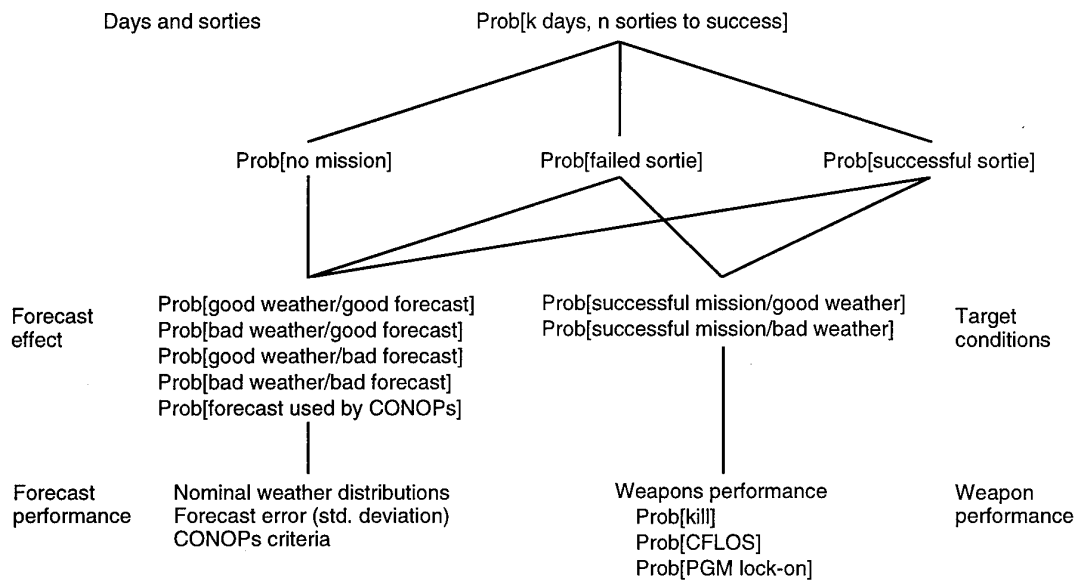 Days and sorties
Prob[k days, n sorties to success]
Prob[no mission]
Prob[failed sortie]
Prob[successful sortie]
Forecast
effect
Prob[good weather/good forecast]
Prob[bad weather/good forecast]
Prob[good weather/bad forecast]
Prob[bad weather/bad forecast]
Prob[forecast used by CONOPs]
Prob[successful mission/good weather]
Prob[successful mission/bad weather]
Target
conditions
Forecast
performance
Nominal weather distributions
Forecast error (std. deviation)
CONOPs criteria
Weapons performance
Prob[kill]
Prob[CFLOS]
Prob[PGM lock-on]
Weapon
performance